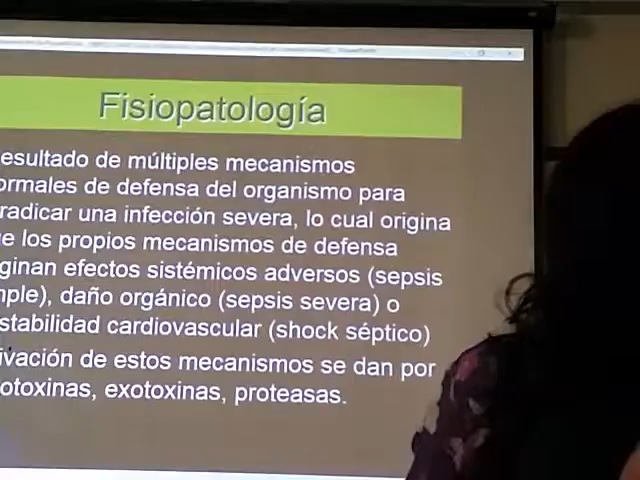 Fisiopatología
esultado de múltiples mecanismos
ormales de defensa del organismo para
radicar una infección severa, lo cual origina
e los propios mecanismos de defensa
ginan efectos sistémicos adversos (sepsis
mple), daño orgánico (sepsis severa) o
stabilidad cardiovascular (shock séptico)
ivación de estos mecanismos se dan por
otoxinas, exotoxinas, proteasas.